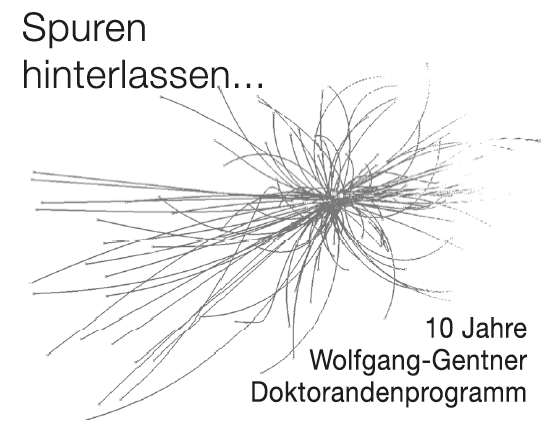 Spuren
hinterlassen...
10 Jahre
Wolfgang-Gentner
Doktorandenprogramm